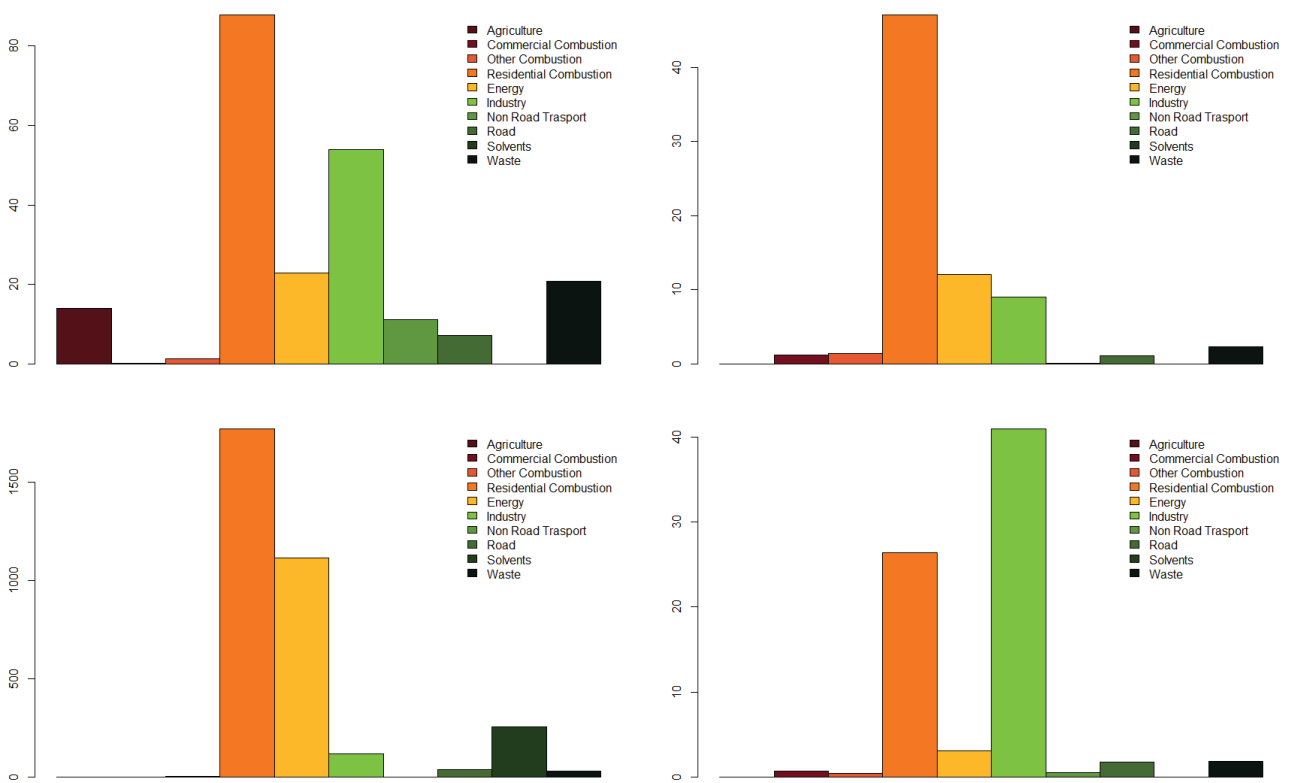 80
60
40
20
0
Agriculture
Commercial Combustion
Other Combustion
Residential Combustion
Energy
Industry
Non Road Trasport
Road
Solvents
Waste
40
30
20
10
0
Agriculture
Commercial Combustion
Other Combustion
Residential Combustion
Energy
Industry
Non Road Trasport
Road
Solvents
Waste
1500
1000
500
0
Agriculture
Commercial Combustion
Other Combustion
Residential Combustion
Energy
Industry
Non Road Trasport
Road
Solvents
Waste
40
30
20
10
0
Agriculture
Commercial Combustion
Other Combustion
Residential Combustion
Energy
Industry
Non Road Trasport
Road
Solvents
Waste